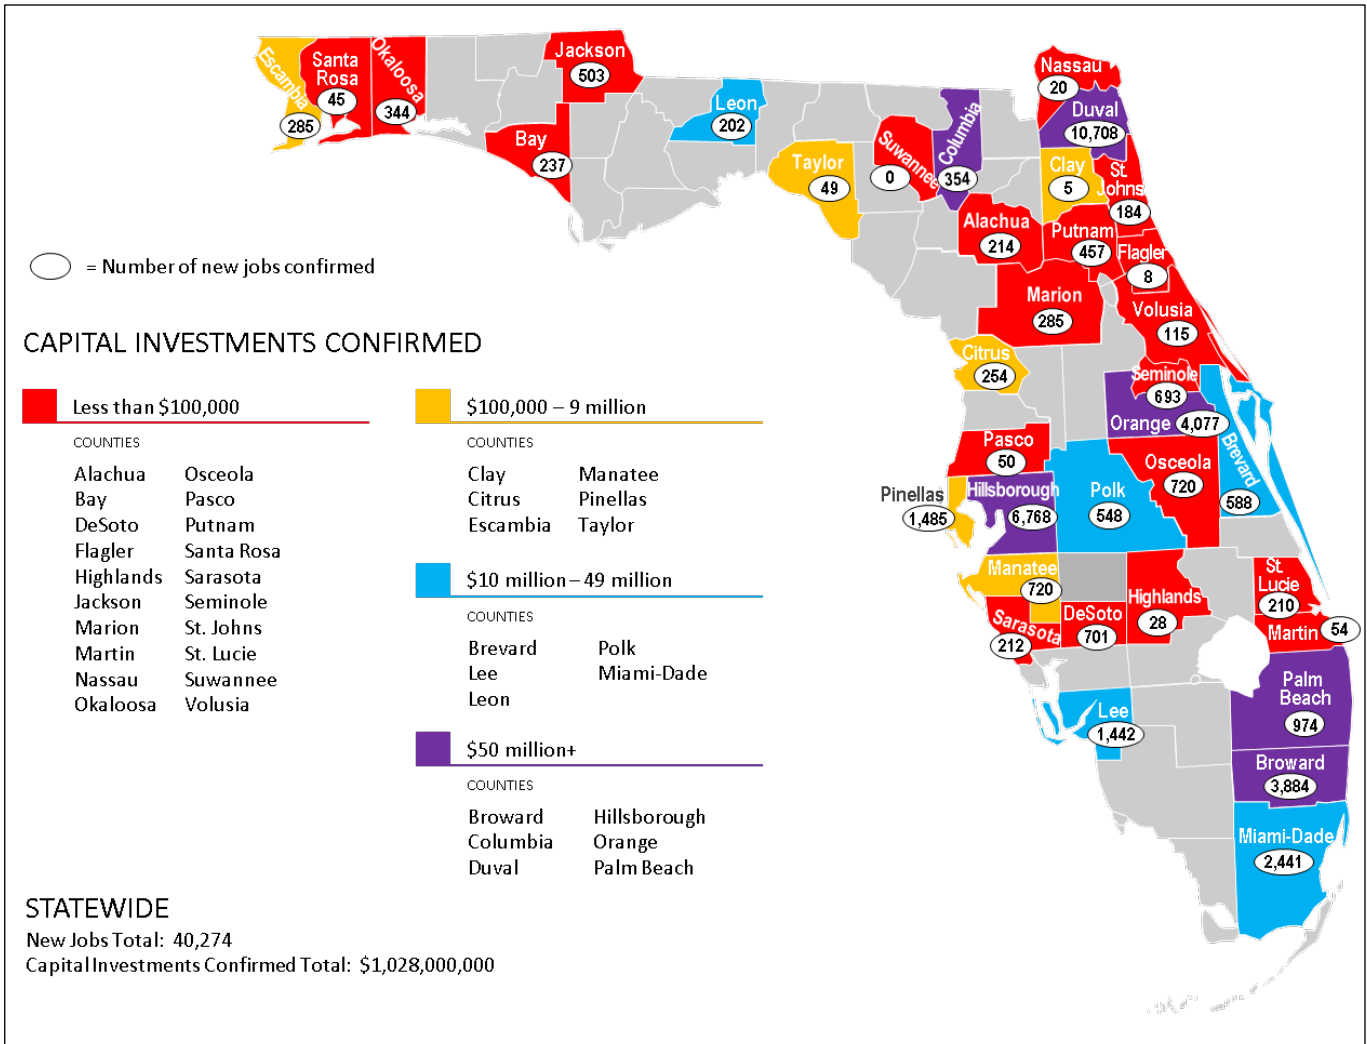 Escambia
285
Santa
Rosa
45
Okaloosa
344
Jackson
503
Bay
237
Leon
202
Taylor
49
Suwannee
0
Columbia
354
Nassau
20
Duval
10,708
Clay
5
St.
Johns
184
Alachua
214
Putnam
457
Flagler
8
Marion
285
Volusia
115
Citrus
254
Seminole
693
Orange
4,077
Brevard
588
Pasco
50
Osceola
720
Pinellas
1,485
Hillsborough
6,768
Polk
548
Manatee
720
Sarasota
212
DeSoto
701
Highlands
28
St.
Lucie
210
Martin
54
Palm
Beach
974
Lee
1,442
Broward
3,884
Miami-Dade
2,441
= Number of new jobs confirmed
CAPITAL INVESTMENTS CONFIRMED
Less than $100,000
COUNTIES
Alachua Osceola
Bay Pasco
DeSoto Putnam
Flagler Santa Rosa
Highlands Sarasota
Jackson Seminole
Marion St. Johns
Martin St. Lucie
Nassau Suwannee
Okaloosa Volusia
$100,000 – 9 million
COUNTIES
Clay Manatee
Citrus Pinellas
Escambia Taylor
$10 million – 49 million
COUNTIES
Brevard Polk
Lee Miami-Dade
Leon
$50 million+
COUNTIES
Broward Hillsborough
Columbia Orange
Duval Palm Beach
STATEWIDE
New Jobs Total: 40,274
Capital Investments Confirmed Total: $1,028,000,000